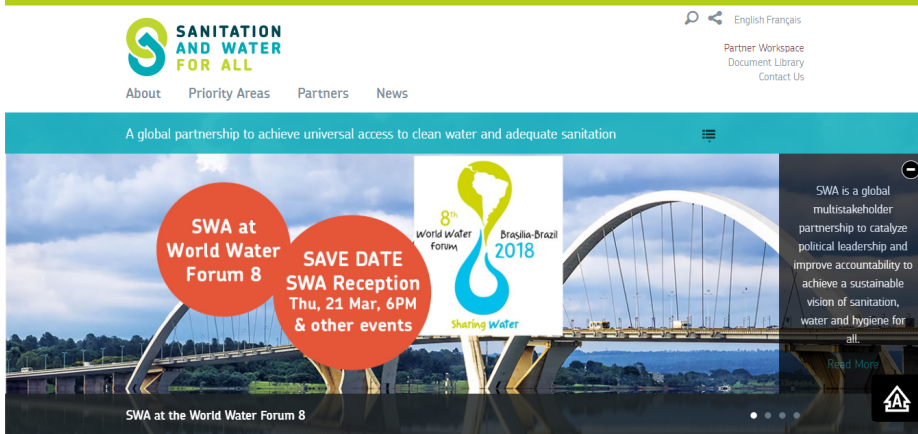 SANITATION
AND WATER
FOR ALL
English Français
Partner Workspace
Document Library
Contact Us
About Priority Areas Partners News
A global partnership to achieve universal access to clean water and adequate sanitation
SWA at
World Water
Forum 8
SAVE DATE
SWA Reception
Thu, 21 Mar, 6PM
& other events
8th
World Water
forum
Brasilia-Brazil
2018
Sharing Water
SWA is a global
multistakeholder
partnership to catalyze
political leadership and
improve accountability to
achieve a sustainable
vision of sanitation,
water and hygiene for
all.
Read More
SWA at the World Water Forum 8